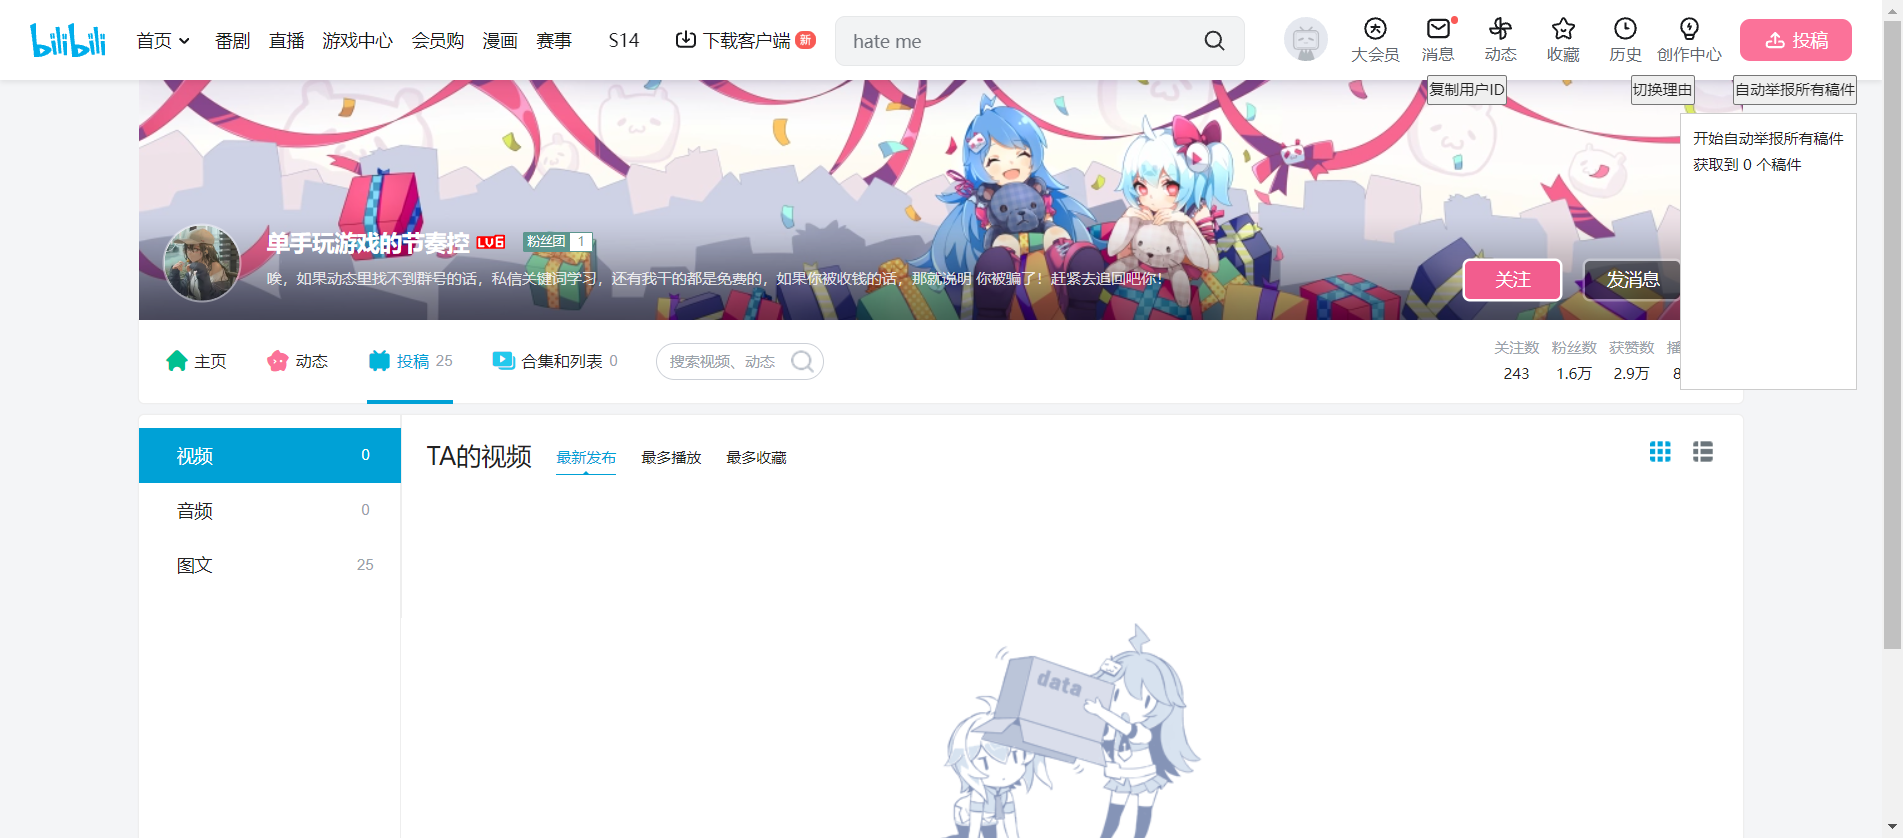 bilibili
首页
番剧
直播
游戏中心
会员购
漫画
赛事
S14
下载客户端
新
hate me
大会员
消息
动态
收藏
历史
创作中心
投稿
复制用户ID
切换理由
自动举报所有稿件
开始自动举报所有稿件
获取到 0 个稿件
单手玩游戏的节奏控 LV6 粉丝团 1
唉，如果动态里找不到群号的话，私信关键词学习，还有我干的都是免费的，如果你被收钱的话，那就说明 你被骗了！赶紧去追回吧你！
关注
发消息
主页
动态
投稿 25
合集和列表 0
搜索视频、动态
关注数 粉丝数 获赞数 播
243 1.6万 2.9万 8
视频 0
音频 0
图文 25
TA的视频
最新发布
最多播放
最多收藏
data